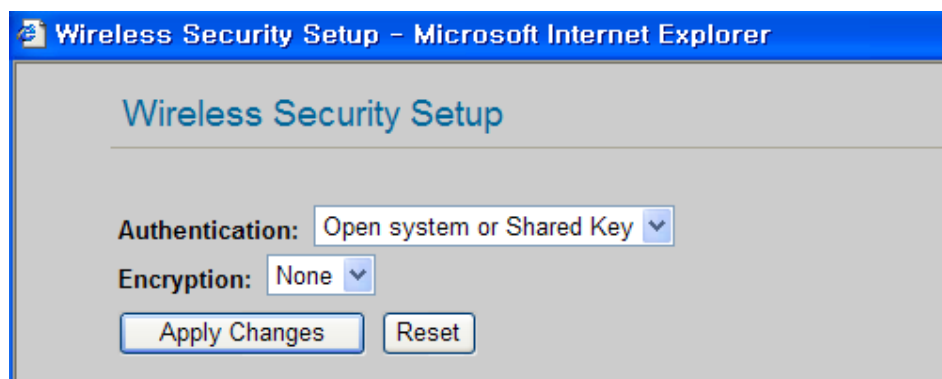 Wireless Security Setup - Microsoft Internet Explorer
Wireless Security Setup
Authentication: Open system or Shared Key
Encryption: None
Apply Changes Reset